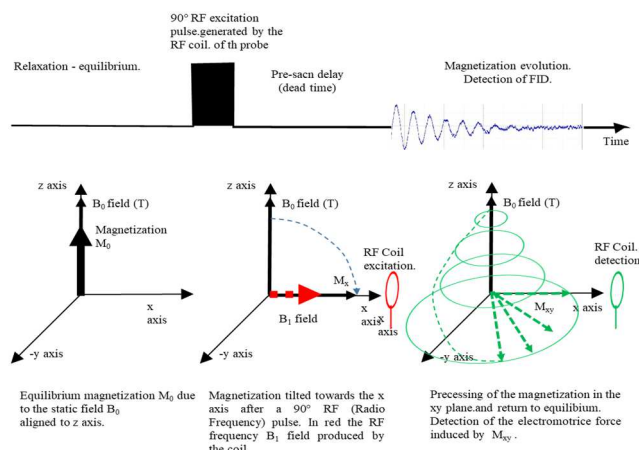 90° RF excitation
pulse.generated by the
RF coil. of th probe
Relaxation - equilibrium.
Pre-sacn delay
(dead time)
Magnetization evolution.
Detection of FID.
Time
z axis
B₀ field (T)
Magnetization
M₀
x
axis
-y axis
z axis
B₀ field (T)
RF Coil
excitation.
Mₓ
B₁ field
x
axis
x
axis
-y axis
z axis
B₀ field (T)
RF Coil.
detection
Mxy
x axis
-y axis
Equilibrium magnetization M₀ due
to the static field B₀
aligned to z axis.
Magnetization tilted towards the x
axis after a 90° RF (Radio
Frequency) pulse. In red the RF
frequency B₁ field produced by
the coil
Precessing of the magnetization in the
xy plane.and return to equilibium.
Detection of the electromotrice force
induced by Mxy .